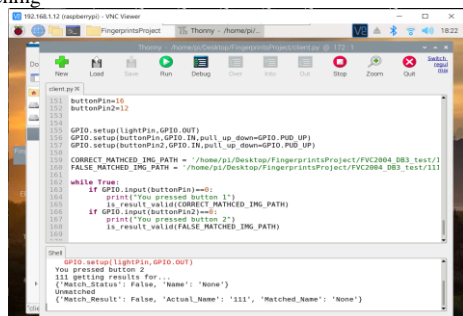 192.168.1.12 (raspberrypi) - VNC Viewer
FingerprintsProject
Thonny - /home/pi/...
18:22
Thonny - /home/pi/Desktop/FingerprintsProject/client.py @ 172:1
New Load Save Run Debug Over Into Out Stop Zoom Quit
Switch
regul
client.py
151 buttonPin=16
152 buttonPin2=12
153
154
155 GPIO.setup(lightPin,GPIO.OUT)
156 GPIO.setup(buttonPin,GPIO.IN,pull_up_down=GPIO.PUD_UP)
157 GPIO.setup(buttonPin2,GPIO.IN,pull_up_down=GPIO.PUD_UP)
158
159 CORRECT_MATHCED_IMG_PATH = '/home/pi/Desktop/FingerprintsProject/FVC2004_DB3_test/1
160 FALSE_MATCHED_IMG_PATH = '/home/pi/Desktop/FingerprintsProject/FVC2004_DB3_test/111
161
162 while True:
163 if GPIO.input(buttonPin)==0:
164 print("You pressed button 1")
165 is_result_valid(CORRECT_MATHCED_IMG_PATH)
166 if GPIO.input(buttonPin2)==0:
167 print("You pressed button 2")
168 is_result_valid(FALSE_MATCHED_IMG_PATH)
169
Shell
GPIO.setup(lightPin,GPIO.OUT)
You pressed button 2
111 getting results for...
{'Match_Status': False, 'Name': 'None'}
Unmatched
{'Match_Result': False, 'Actual_Name': '111', 'Matched_Name': 'None'}